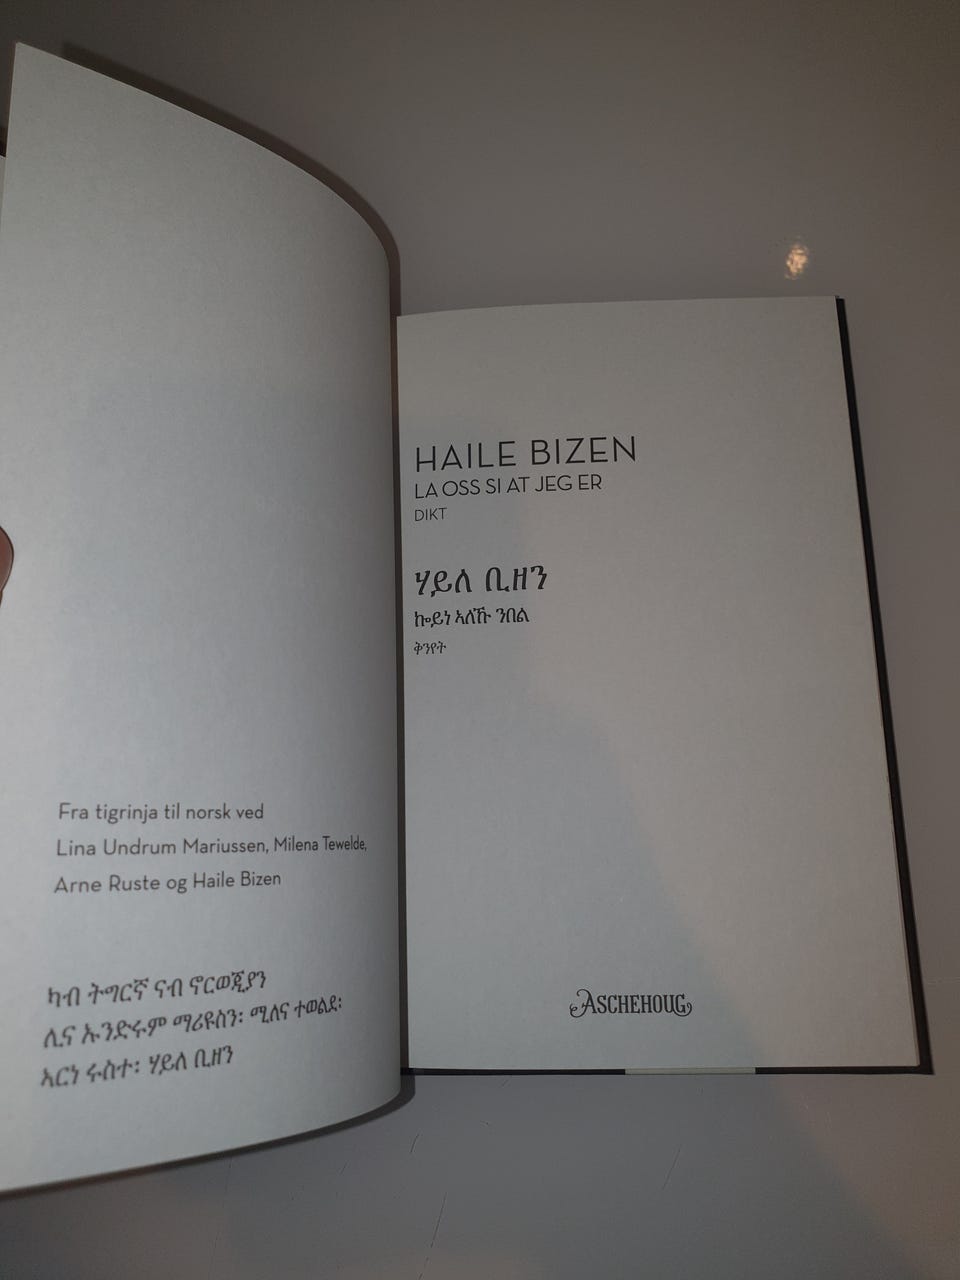 Fra tigrinja til norsk ved
Lina Undrum Mariussen, Milena Tewelde,
Arne Ruste og Haile Bizen
ካብ ትግርኛ ናብ ኖርወጂያን
ሊና ኡንድሩም ማሪዩስን፡ ሚለና ተወልደ፡
ኣርነ ሩስተ፡ ሃይለ ቢዘን
HAILE BIZEN
LA OSS SI AT JEG ER
DIKT
ሃይለ ቢዘን
ኰይነ ኣለኹ ንበል
ቅንየት
ASCHEHOUG